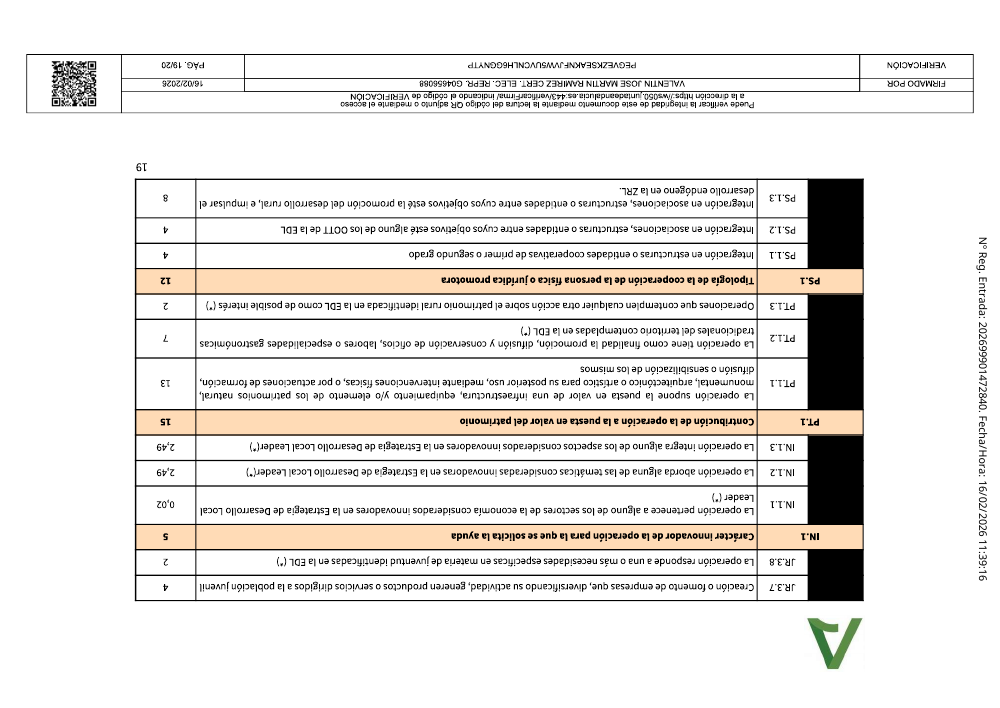 JR.3.7 Creación o fomento de empresas que, diversificando su actividad, generen productos o servicios dirigidos a la población juvenil 4
JR.3.8 La operación responde a una o más necesidades específicas en materia de juventud identificadas en la EDL (*) 2
IN.1 Carácter innovador de la operación para la que se solicita la ayuda 5
IN.1.1 La operación pertenece a alguno de los sectores de la economía considerados innovadores en la Estrategia de Desarrollo Local
Leader (*) 0,02
IN.1.2 La operación aborda alguna de las temáticas consideradas innovadoras en la Estrategia de Desarrollo Local Leader(*) 2,49
IN.1.3 La operación integra alguno de los aspectos considerados innovadores en la Estrategia de Desarrollo Local Leader(*) 2,49
PT.1 Contribución de la operación a la puesta en valor del patrimonio 15
PT.1.1 La operación supone la puesta en valor de una infraestructura, equipamiento y/o elemento de los patrimonios natural,
monumental, arquitectónico o artístico para su posterior uso, mediante intervenciones físicas, o por actuaciones de formación,
difusión o sensibilización de los mismos 13
PT.1.2 La operación tiene como finalidad la promoción, difusión y conservación de oficios, labores o especialidades gastronómicas
tradicionales del territorio contempladas en la EDL (*) 7
PT.1.3 Operaciones que contemplen cualquier otra acción sobre el patrimonio rural identificada en la EDL como de posible interés (*) 2
PS.1 Tipología de la cooperación de la persona física o jurídica promotora 12
PS.1.1 Integración en estructuras o entidades cooperativas de primer o segundo grado 4
PS.1.2 Integración en asociaciones, estructuras o entidades entre cuyos objetivos esté alguno de los OOTT de la EDL 4
PS.1.3 Integración en asociaciones, estructuras o entidades entre cuyos objetivos esté la promoción del desarrollo rural, e impulsar el
desarrollo endógeno en la ZRL. 8
19
Puede verificar la integridad de este documento mediante la lectura del código QR adjunto o mediante el acceso
a la dirección https://ws050.juntadeandalucia.es:443/verificarFirma/ indicando el código de VERIFICACIÓN
FIRMADO POR VALENTIN JOSE MARTIN RAMIREZ CERT. ELEC. REPR. G04656088 16/02/2026
VERIFICACIÓN PEGVEZKSEAKNFJVW5UVCNLH6GGNYTP PÁG. 19/20
Nº Reg. Entrada: 202699901472840. Fecha/Hora: 16/02/2026 11:39:16